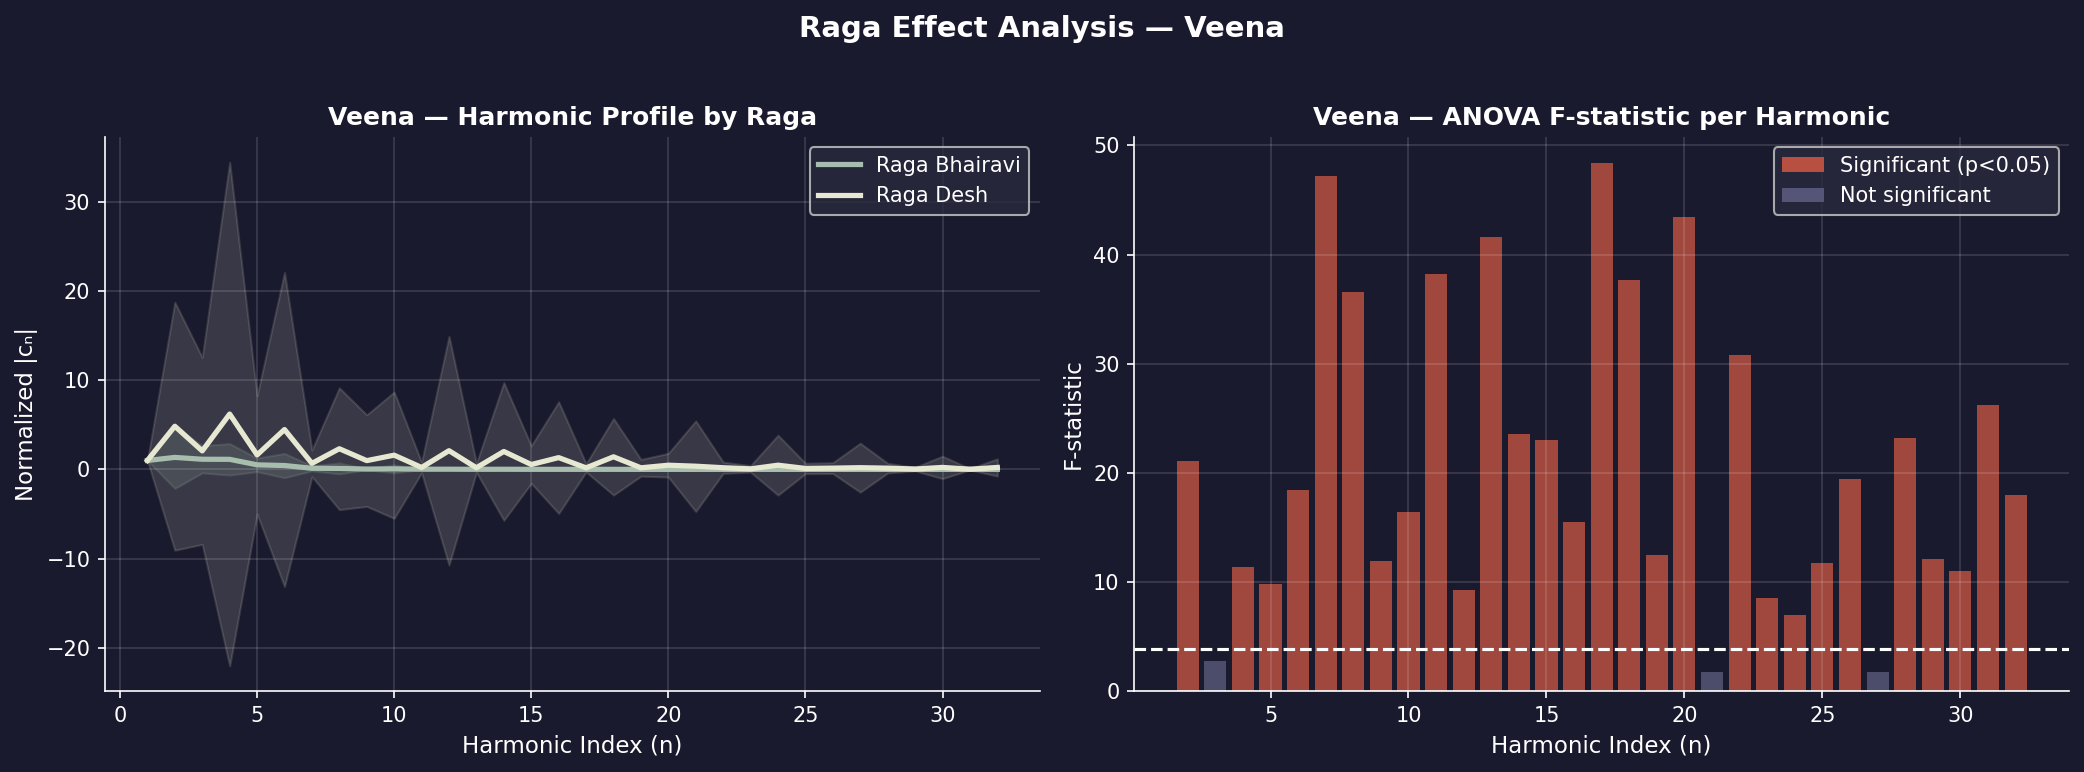 Raga Effect Analysis — Veena
Veena — Harmonic Profile by Raga
Normalized |cₙ|
30
20
10
0
−10
−20
Raga Bhairavi
Raga Desh
0 5 10 15 20 25 30
Harmonic Index (n)
Veena — ANOVA F-statistic per Harmonic
F-statistic
50
40
30
20
10
0
Significant (p<0.05)
Not significant
5 10 15 20 25 30
Harmonic Index (n)